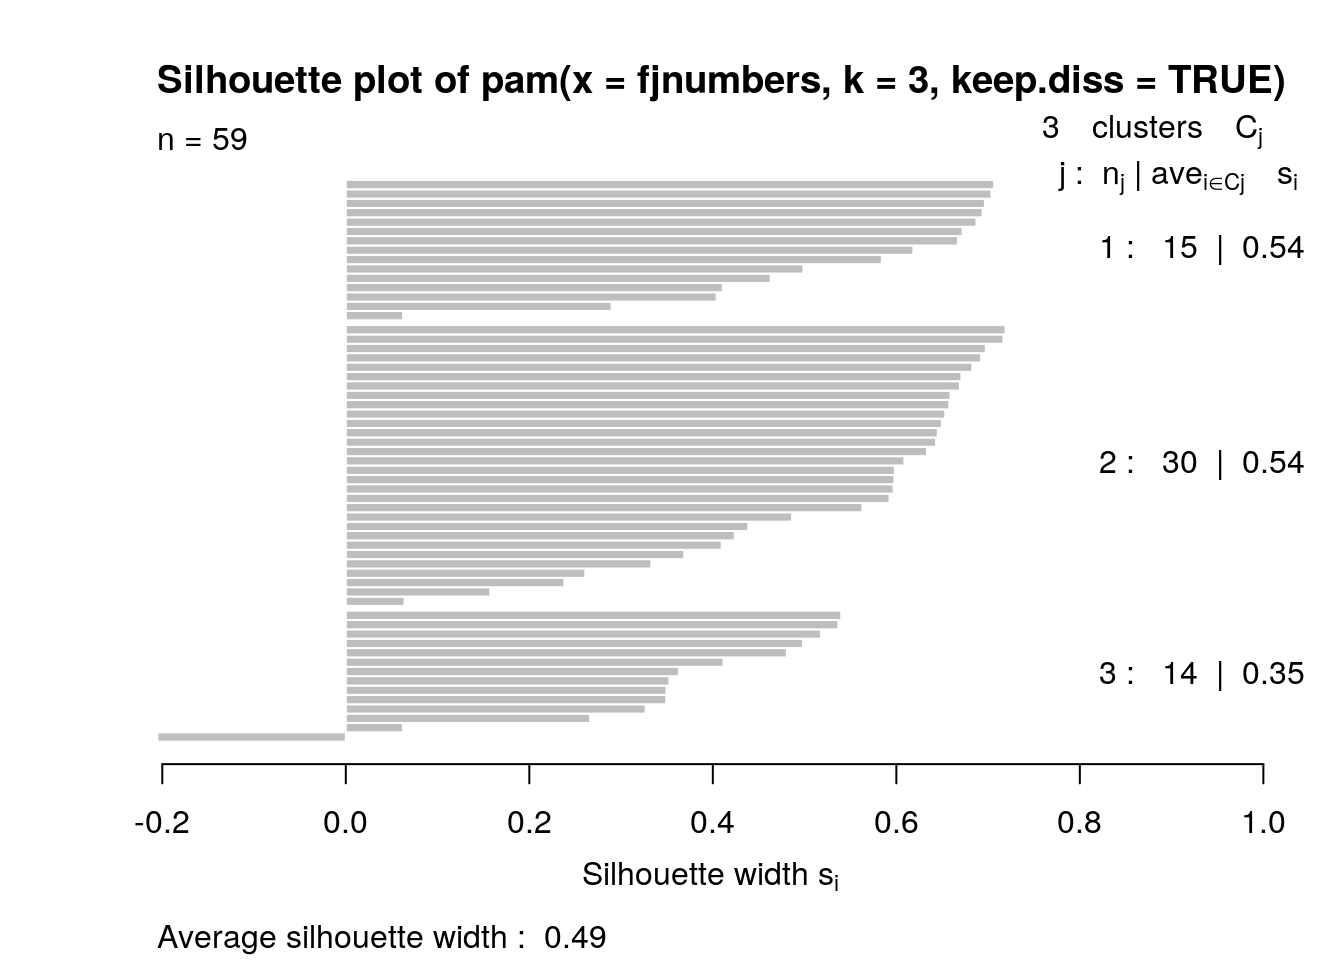 Silhouette plot of pam(x = fjnumbers, k = 3, keep.diss = TRUE)
n = 59
3 clusters Cj
j : nj | avei∈Cj si
1 : 15 | 0.54
2 : 30 | 0.54
3 : 14 | 0.35
-0.2 0.0 0.2 0.4 0.6 0.8 1.0
Silhouette width si
Average silhouette width : 0.49